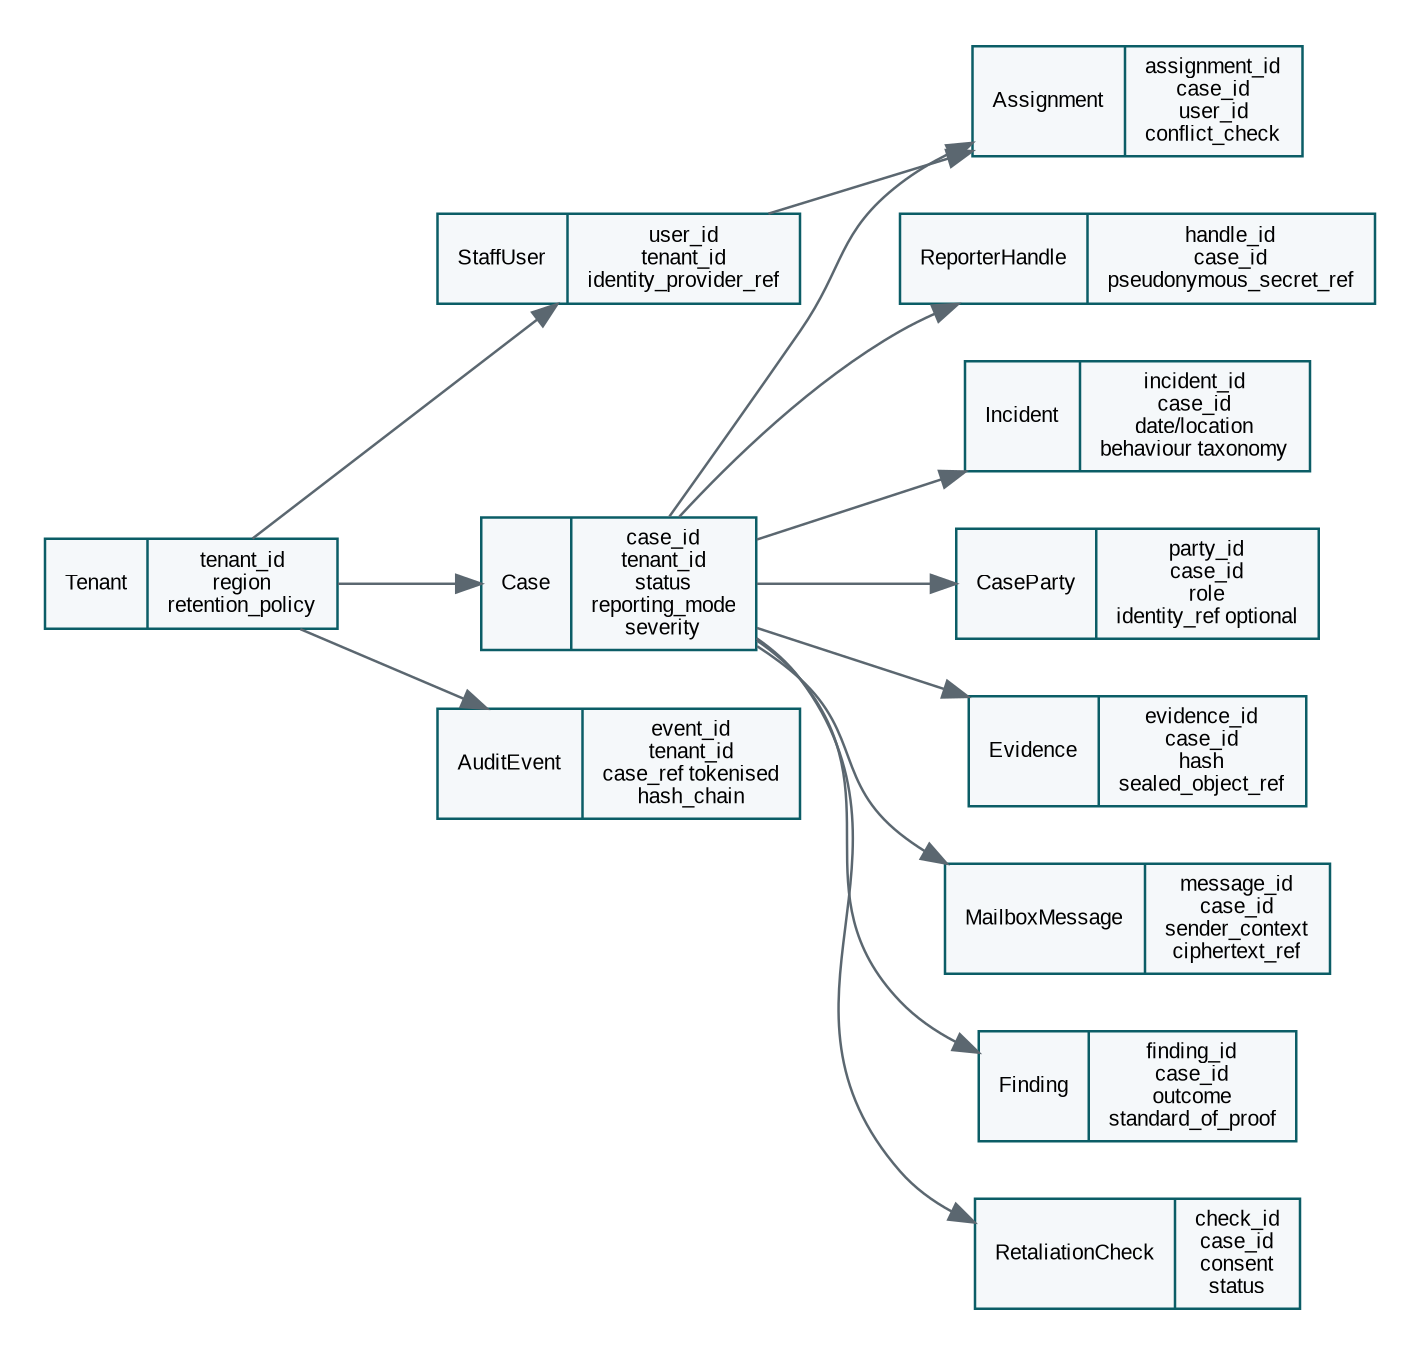 Tenant
tenant_id
region
retention_policy
StaffUser
user_id
tenant_id
identity_provider_ref
Case
case_id
tenant_id
status
reporting_mode
severity
AuditEvent
event_id
tenant_id
case_ref tokenised
hash_chain
Assignment
assignment_id
case_id
user_id
conflict_check
ReporterHandle
handle_id
case_id
pseudonymous_secret_ref
Incident
incident_id
case_id
date/location
behaviour taxonomy
CaseParty
party_id
case_id
role
identity_ref optional
Evidence
evidence_id
case_id
hash
sealed_object_ref
MailboxMessage
message_id
case_id
sender_context
ciphertext_ref
Finding
finding_id
case_id
outcome
standard_of_proof
RetaliationCheck
check_id
case_id
consent
status